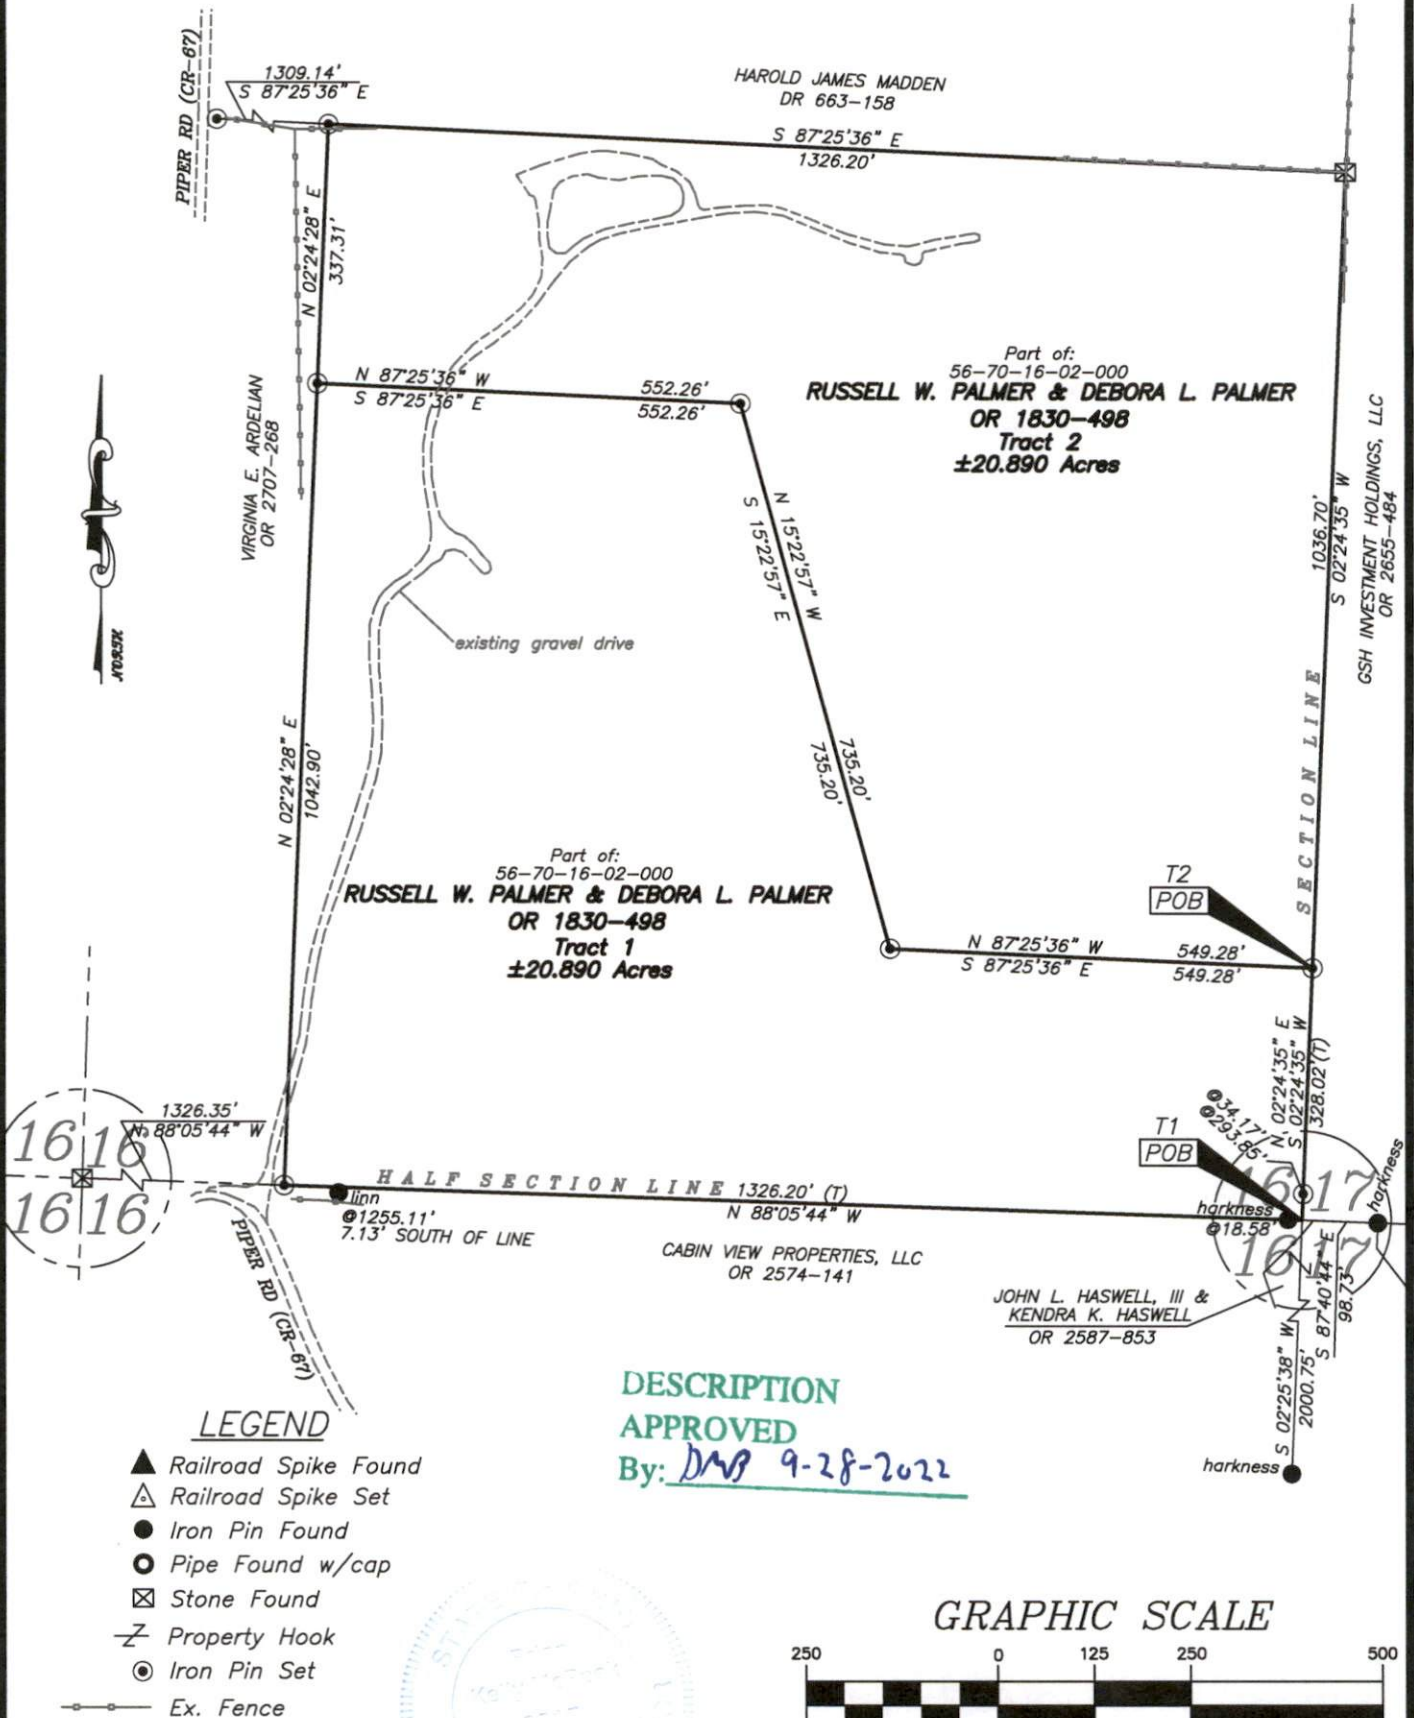 PIPER RD (CR-67)
1309.14'
S 87°25'36" E
HAROLD JAMES MADDEN
DR 663-158
S 87°25'36" E
1326.20'
N 02°24'28" E
337.31'
N 87°25'36" W
S 87°25'36" E
552.26'
552.26'
Part of:
56-70-16-02-000
RUSSELL W. PALMER & DEBORA L. PALMER
OR 1830-498
Tract 2
±20.890 Acres
VIRGINIA E. ARDELIAN
OR 2707-268
NORTH
N 15°22'57" W
S 15°22'57" E
735.20'
735.20'
1036.70'
S 02°24'35" W
GSH INVESTMENT HOLDINGS, LLC
OR 2655-484
SECTION LINE
existing gravel drive
N 02°24'28" E
1042.90'
Part of:
56-70-16-02-000
RUSSELL W. PALMER & DEBORA L. PALMER
OR 1830-498
Tract 1
±20.890 Acres
T2
POB
N 87°25'36" W
S 87°25'36" E
549.28'
549.28'
N 02°24'35" E
S 02°24'35" W
328.02'(T)
@34.17'
@293.85'
T1
POB
1326.35'
N 88°05'44" W
16 16
16 16
HALF SECTION LINE
1326.20' (T)
N 88°05'44" W
linn
@1255.11'
7.13' SOUTH OF LINE
harkness
@18.58'
16 17
16 17
harkness
CABIN VIEW PROPERTIES, LLC
OR 2574-141
PIPER RD (CR-67)
JOHN L. HASWELL, III &
KENDRA K. HASWELL
OR 2587-853
S 87°40'44" E
98.73'
S 02°25'38" W
2000.75'
harkness
DESCRIPTION
APPROVED
By: DMB 9-28-2022
LEGEND
Railroad Spike Found
Railroad Spike Set
Iron Pin Found
Pipe Found w/cap
Stone Found
Property Hook
Iron Pin Set
Ex. Fence
GRAPHIC SCALE
250 0 125 250 500